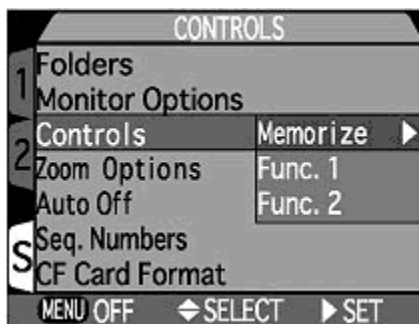 CONTROLS
1
Folders
Monitor Options
2
Controls Memorize
Zoom Options Func. 1
Auto Off Func. 2
S
Seq. Numbers
CF Card Format
MENU OFF SELECT SET